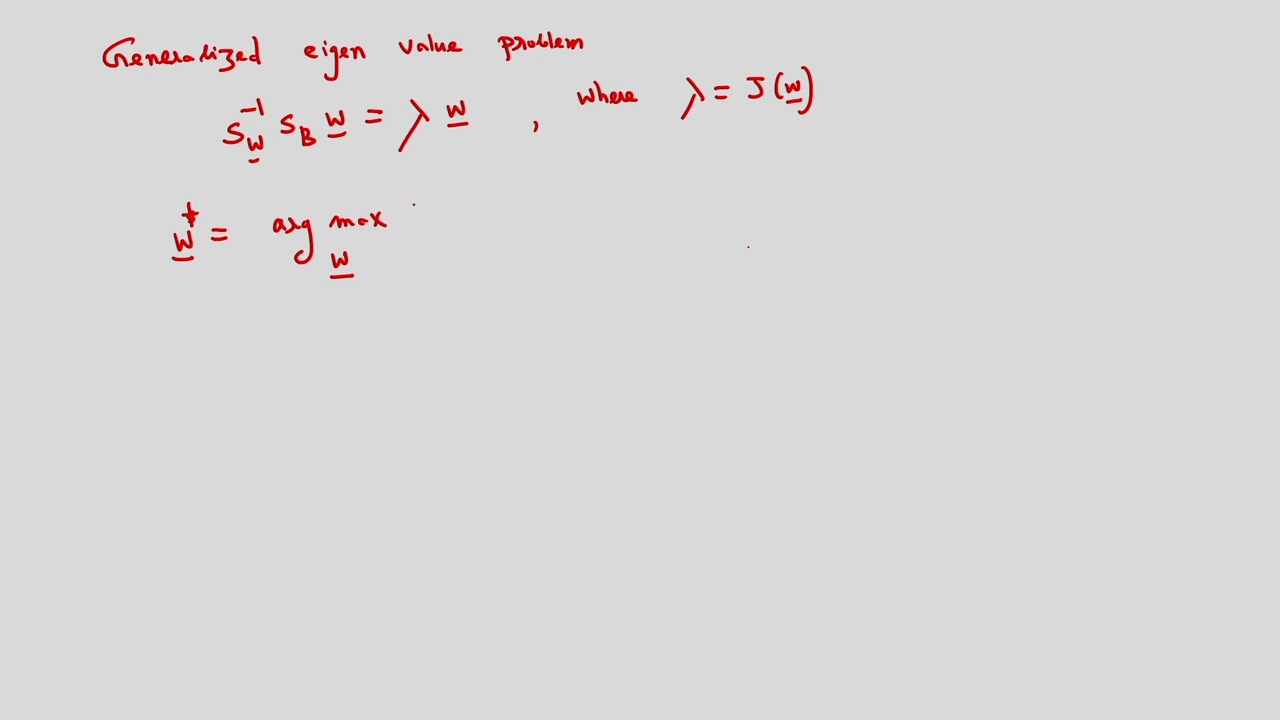 Generalized eigen value problem
S_w^{-1} S_B w = λ w , where λ = J(w)
w* = arg max
w